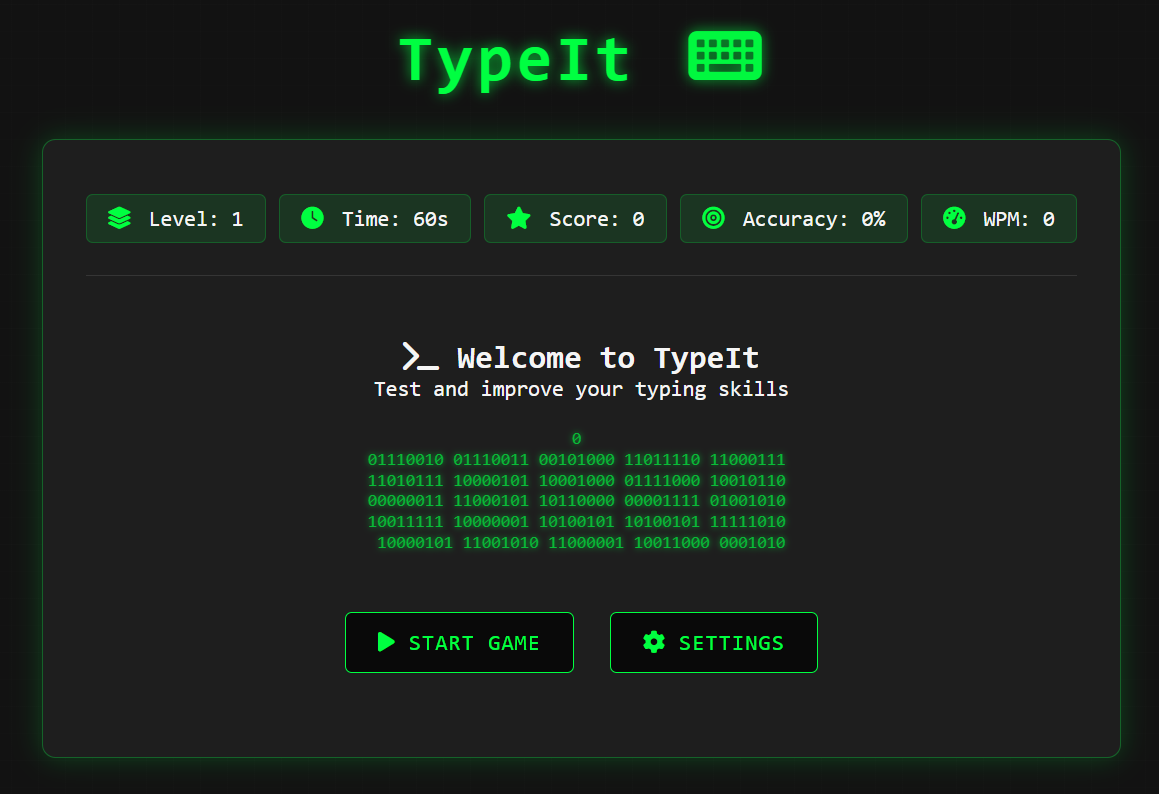 TypeIt
Level: 1 Time: 60s Score: 0 Accuracy: 0% WPM: 0
Welcome to TypeIt
Test and improve your typing skills
0
01110010 01110011 00101000 11011110 11000111
11010111 10000101 10001000 01111000 10010110
00000011 11000101 10110000 00001111 01001010
10011111 10000001 10100101 10100101 11111010
10000101 11001010 11000001 10011000 0001010
START GAME SETTINGS